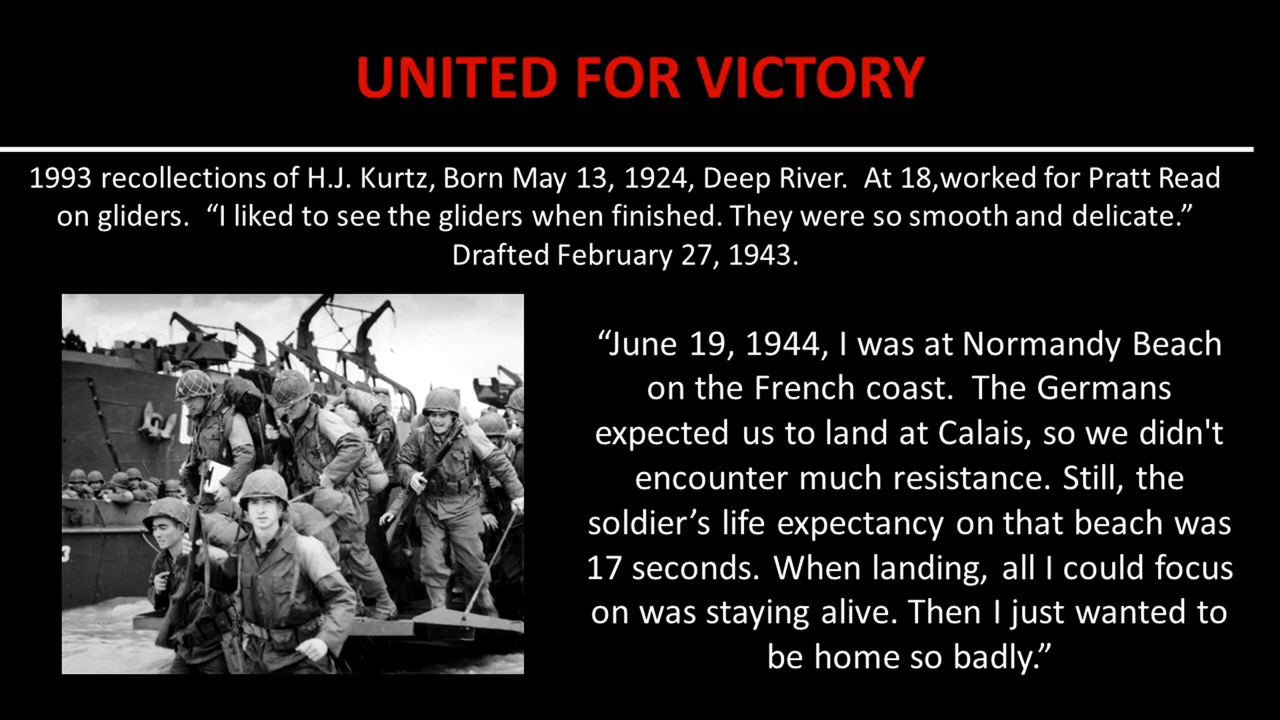 UNITED FOR VICTORY
1993 recollections of H.J. Kurtz, Born May 13, 1924, Deep River.  At 18,worked for Pratt Read
on gliders.  “I liked to see the gliders when finished. They were so smooth and delicate.”
Drafted February 27, 1943.
“June 19, 1944, I was at Normandy Beach
on the French coast.  The Germans
expected us to land at Calais, so we didn't
encounter much resistance. Still, the
soldier’s life expectancy on that beach was
17 seconds.  When landing, all I could focus
on was staying alive. Then I just wanted to
be home so badly.”